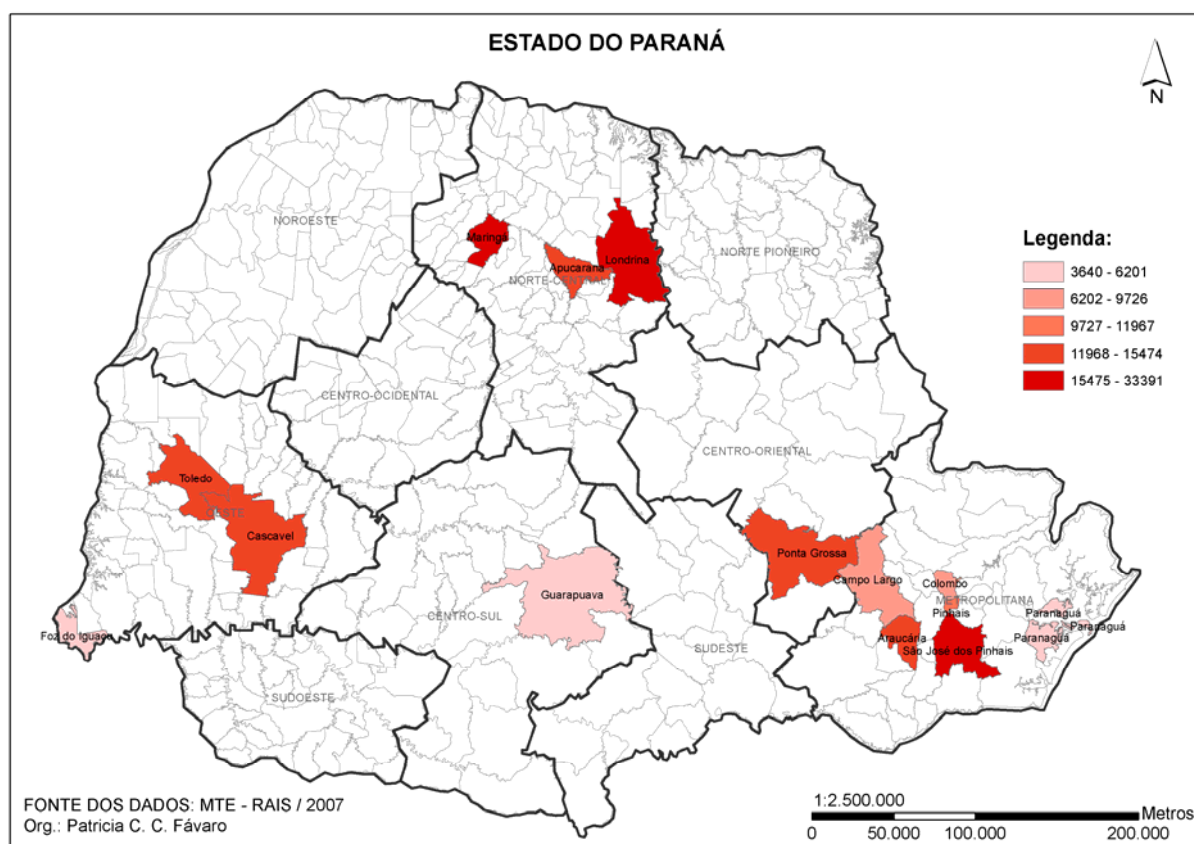 ESTADO DO PARANÁ
N
NOROESTE
Maringá
Londrina
NORTE PIONEIRO
Apucarana
NORTE-CENTRAL
Legenda:
3640 - 6201
6202 - 9726
9727 - 11967
11968 - 15474
15475 - 33391
CENTRO-OCIDENTAL
CENTRO-ORIENTAL
Toledo
OESTE
Cascavel
Ponta Grossa
Campo Largo
Colombo
METROPOLITANA
Guarapuava
CENTRO-SUL
Pinhais
Paranaguá
Paranaguá
Foz do Iguaçu
Araucária
Paranaguá
São José dos Pinhais
SUDESTE
SUDOESTE
FONTE DOS DADOS: MTE - RAIS / 2007
Org.: Patricia C. C. Fávaro
1:2.500.000
Metros
0 50.000 100.000 200.000